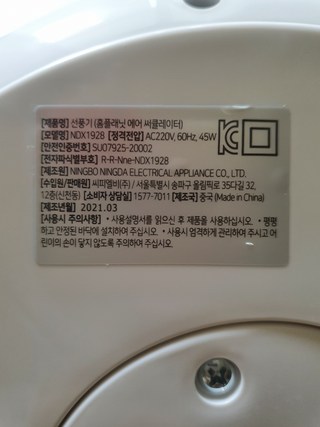 [제품명] 선풍기 (홈플래닛 에어 써큘레이터)
[모델명] NDX1928 [정격전압] AC220V, 60Hz, 45W
[안전인증번호] SU07925-20002
[전자파식별부호] R-R-Nne-NDX1928
[제조원] NINGBO NINGDA ELECTRICAL APPLIANCE CO., LTD.
[수입원/판매원] 씨피엘비(주) / 서울특별시 송파구 올림픽로 35다길 32,
12층(신천동) [소비자 상담실] 1577-7011 [제조국] 중국 (Made in China)
[제조년월] 2021.03
[사용시 주의사항] • 사용설명서를 읽으신 후 제품을 사용하십시오. • 평평
하고 안정된 바닥에 설치하여 주십시오. • 사용시 엄격하게 관리하여 주시고 어
린이의 손이 닿지 않도록 주의하여 주십시오.